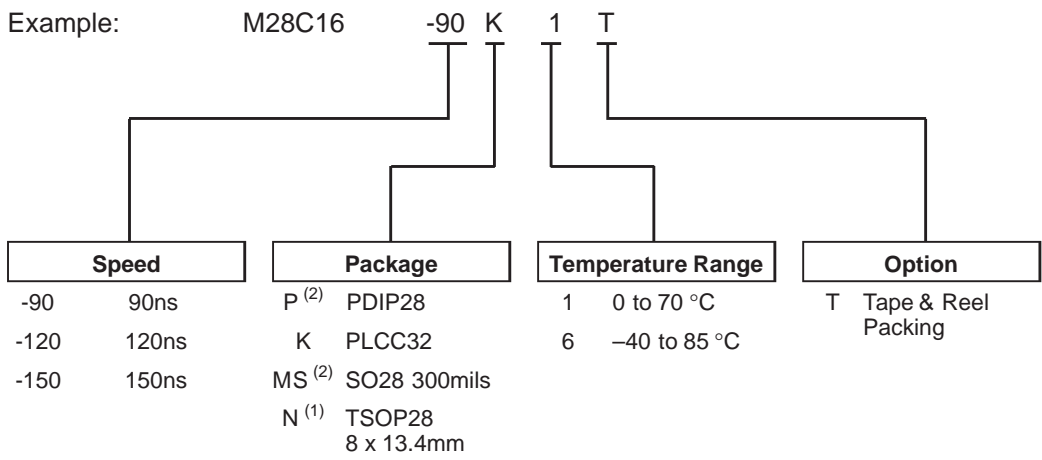 Example: M28C16 -90 K 1 T
Speed Package Temperature Range Option
-90 90ns P (2) PDIP28 1 0 to 70 °C T Tape & Reel
Packing
-120 120ns K PLCC32 6 –40 to 85 °C
-150 150ns MS (2) SO28 300mils
N (1) TSOP28
8 x 13.4mm